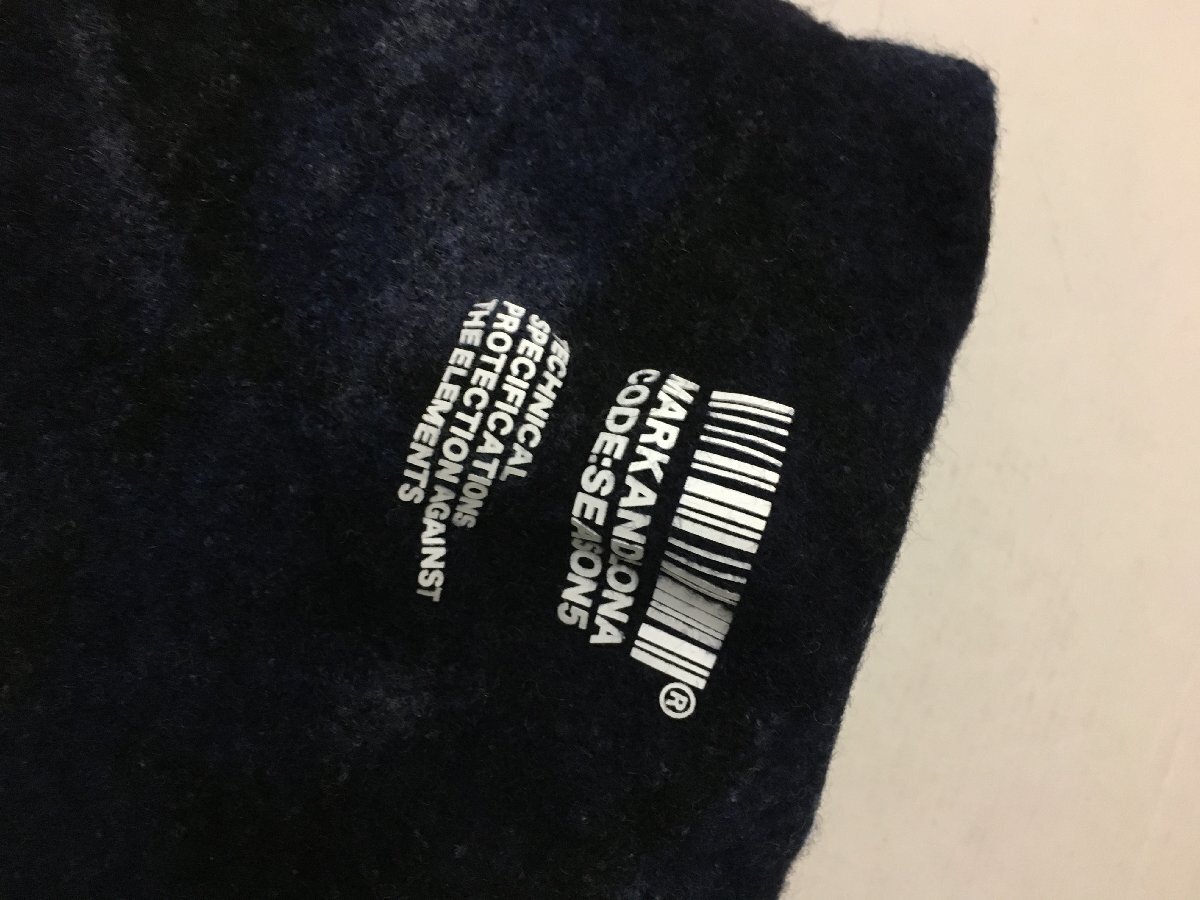 ®
MARKANDLONA
CODE:SEASON5
TECHNICAL
SPECIFICATIONS
PROTECTION AGAINST
THE ELEMENTS